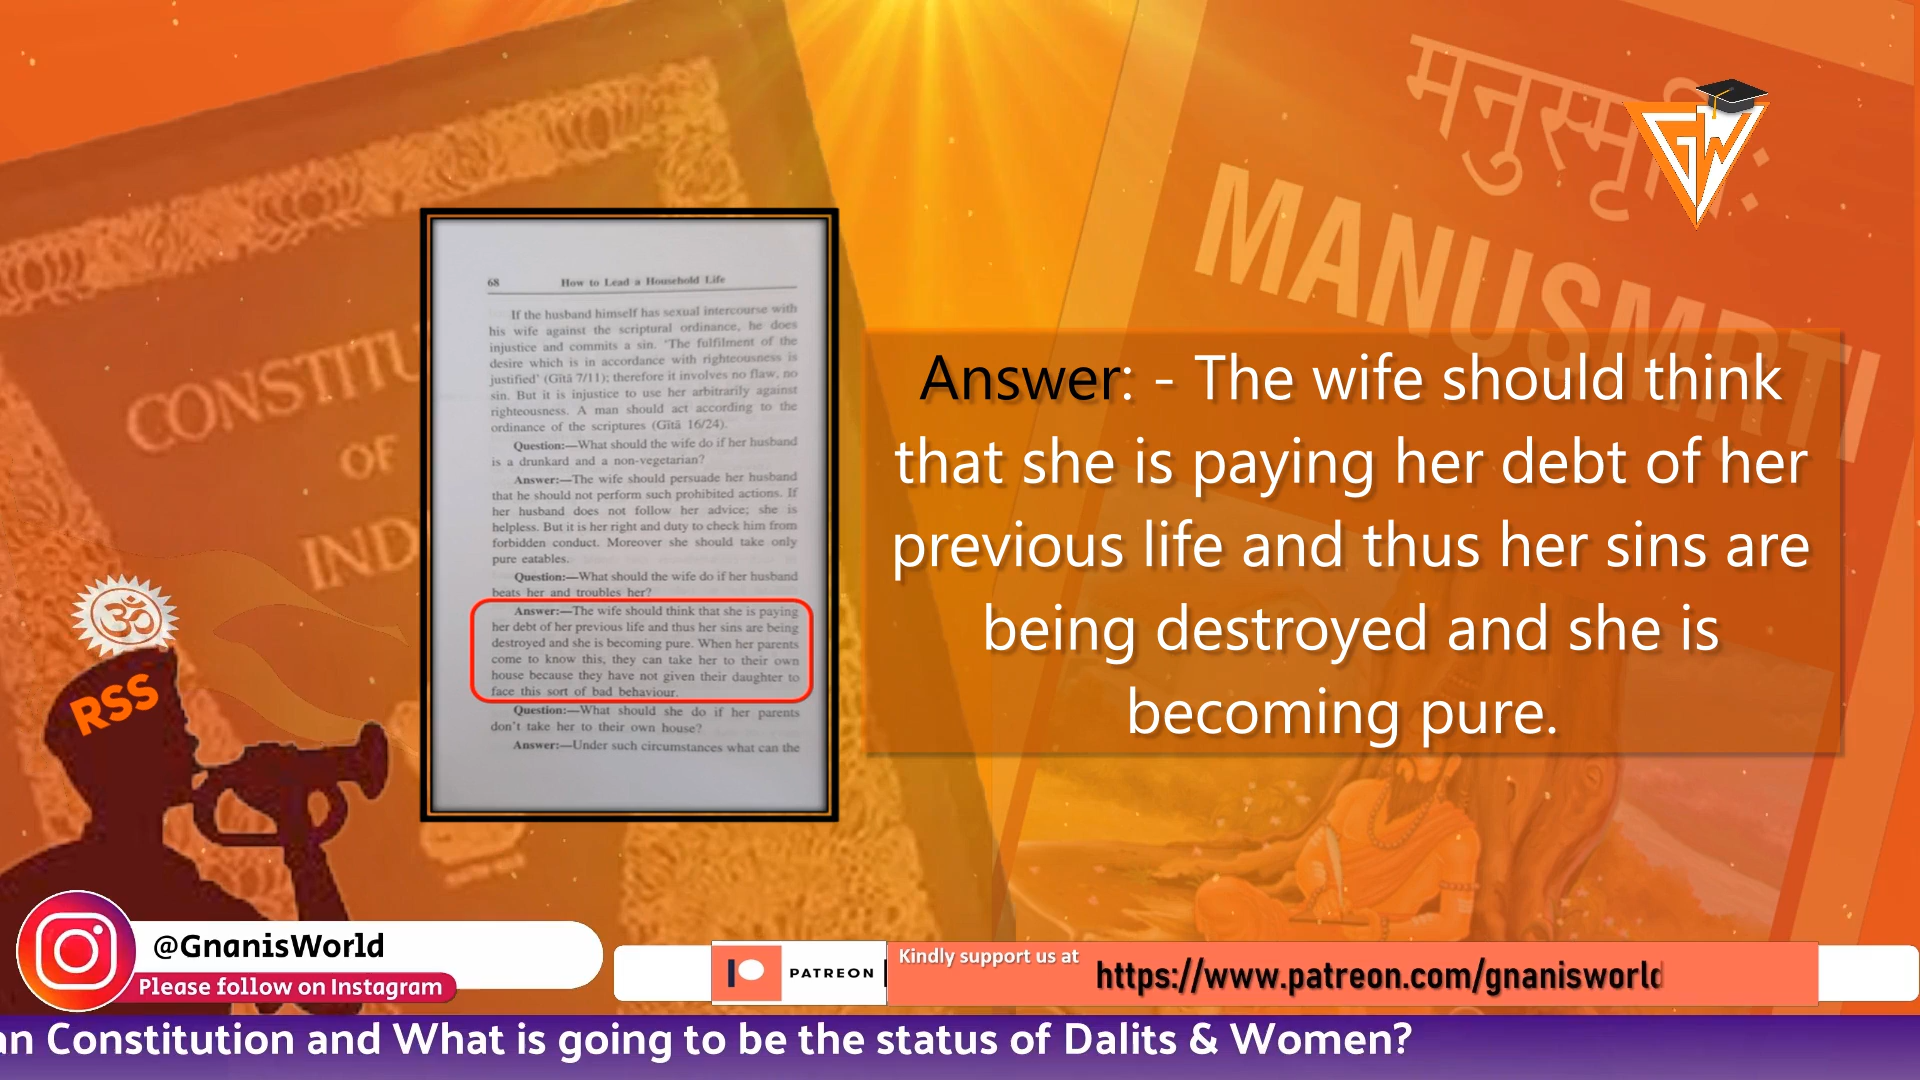 मनुस्मृतिः
GW
MANUSMRTI
CONSTITU
OF
IND
68 How to Lead a Household Life
If the husband himself has sexual intercourse with
his wife against the scriptural ordinance, he does
injustice and commits a sin. ‘The fulfilment of the
desire which is in accordance with righteousness is
justified’ (Gītā 7/11); therefore it involves no flaw, no
sin. But it is injustice to use her arbitrarily against
righteousness. A man should act according to the
ordinance of the scriptures (Gītā 16/24).
Question:—What should the wife do if her husband
is a drunkard and a non-vegetarian?
Answer:—The wife should persuade her husband
that he should not perform such prohibited actions. If
her husband does not follow her advice; she is
helpless. But it is her right and duty to check him from
forbidden conduct. Moreover she should take only
pure eatables.
Question:—What should the wife do if her husband
beats her and troubles her?
Answer:—The wife should think that she is paying
her debt of her previous life and thus her sins are being
destroyed and she is becoming pure. When her parents
come to know this, they can take her to their own
house because they have not given their daughter to
face this sort of bad behaviour.
Question:—What should she do if her parents
don’t take her to their own house?
Answer:—Under such circumstances what can the
Answer: - The wife should think
that she is paying her debt of her
previous life and thus her sins are
being destroyed and she is
becoming pure.
ॐ
RSS
@GnanisWorld
Please follow on Instagram
PATREON
Kindly support us at
https://www.patreon.com/gnanisworld
an Constitution and What is going to be the status of Dalits & Women?